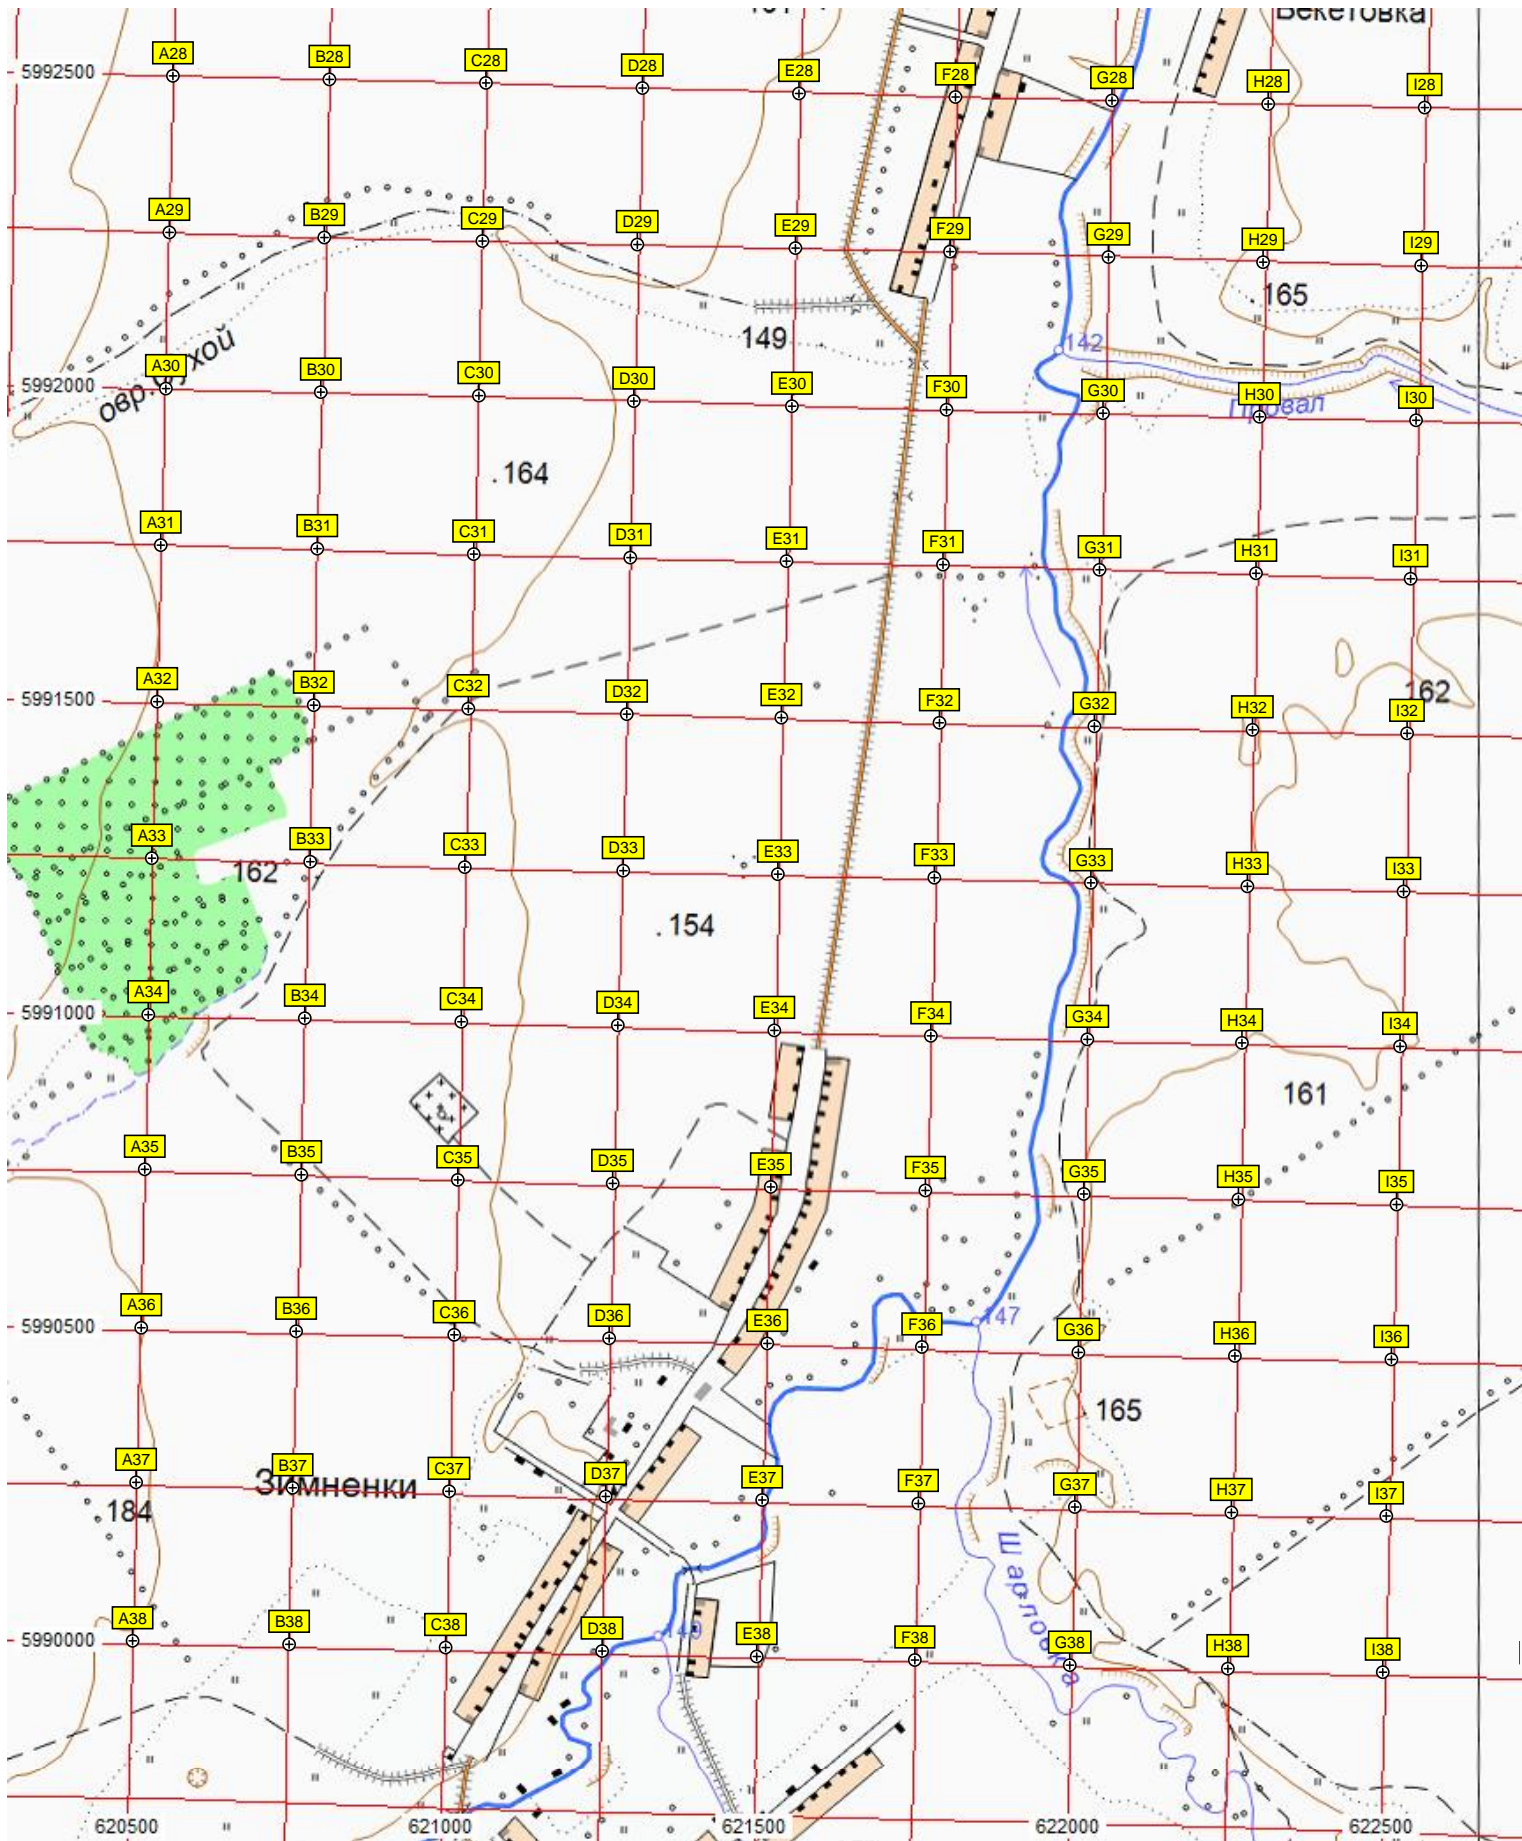 Бекетовка
5992500
A28 B28 C28 D28 E28 F28 G28 H28 I28
A29 B29 C29 D29 E29 F29 G29 H29 I29
165
149
142
овр.
5992000
A30 B30 C30 D30 E30 F30 G30 H30 I30
Провал
164
A31 B31 C31 D31 E31 F31 G31 H31 I31
162
5991500
A32 B32 C32 D32 E32 F32 G32 H32 I32
A33 B33 C33 D33 E33 F33 G33 H33 I33
162
154
5991000
A34 B34 C34 D34 E34 F34 G34 H34 I34
161
A35 B35 C35 D35 E35 F35 G35 H35 I35
147
5990500
A36 B36 C36 D36 E36 F36 G36 H36 I36
165
A37 B37 C37 D37 E37 F37 G37 H37 I37
Зимненки
184
Шарловка
5990000
A38 B38 C38 D38 E38 F38 G38 H38 I38
620500 621000 621500 622000 622500